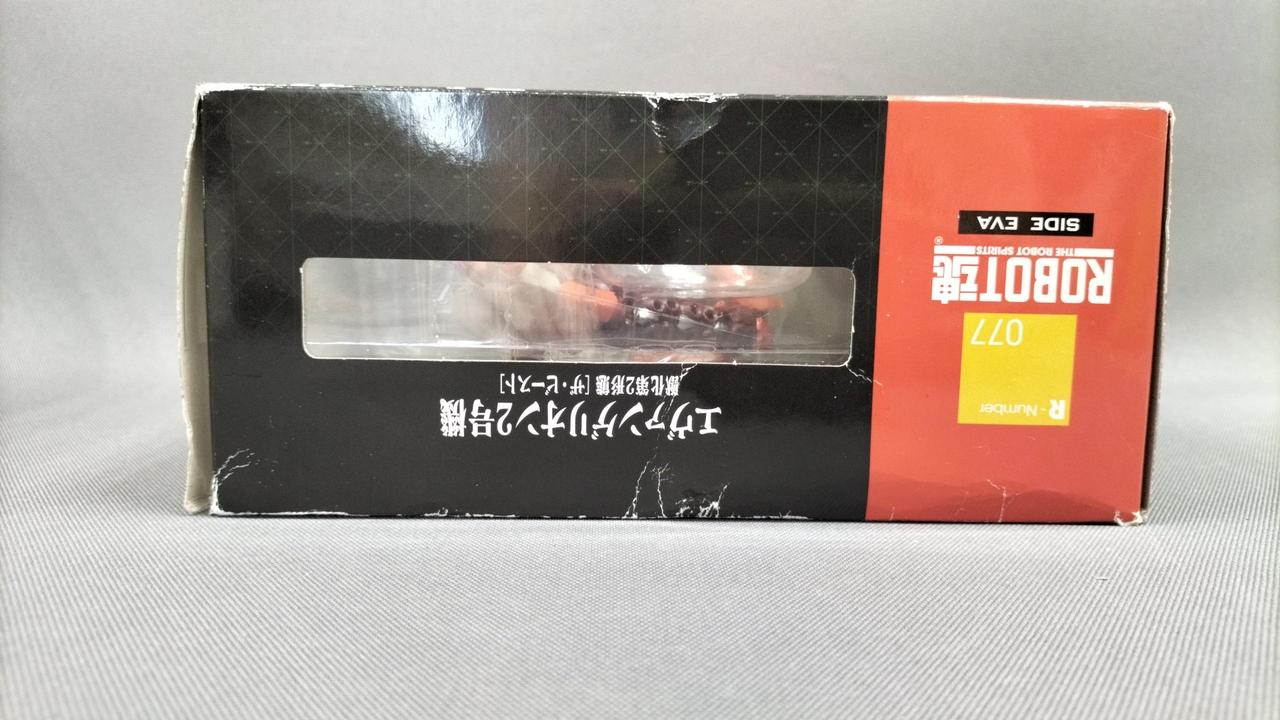 エヴァンゲリオン2号機
獣化第2形態 [ザ・ビースト]
R - Number
077
ROBOT魂
THE ROBOT SPIRITS
®
SIDE EVA